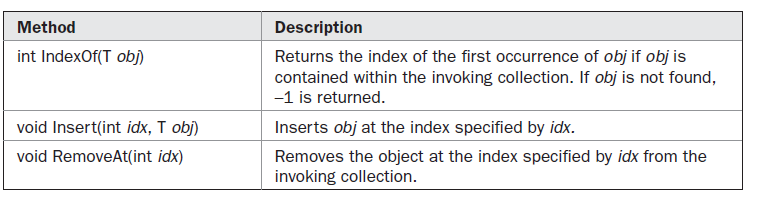 Method Description
int IndexOf(T obj) Returns the index of the first occurrence of obj if obj is
contained within the invoking collection. If obj is not found,
–1 is returned.
void Insert(int idx, T obj) Inserts obj at the index specified by idx.
void RemoveAt(int idx) Removes the object at the index specified by idx from the
invoking collection.